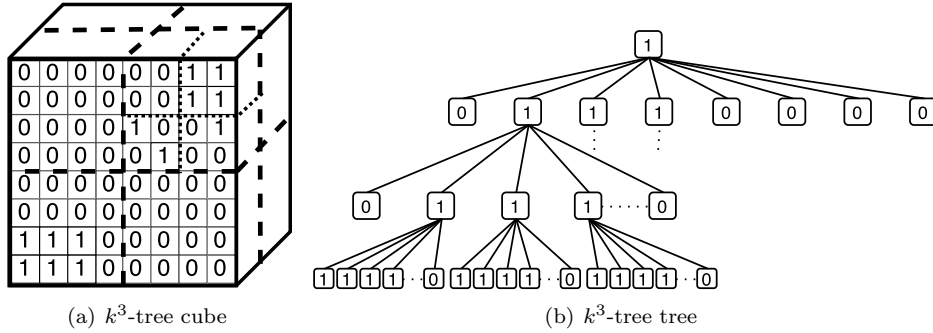 0 0 0 0 0 0 1 1
0 0 0 0 0 0 1 1
0 0 0 0 1 0 0 1
0 0 0 0 0 1 0 0
0 0 0 0 0 0 0 0
0 0 0 0 0 0 0 0
1 1 1 0 0 0 0 0
1 1 1 0 0 0 0 0
(a) k³-tree cube
1
0 1 1 1 0 0 0 0
0 1 1 1 0
1 1 1 1 0 1 1 1 1 0 1 1 1 1 0
(b) k³-tree tree